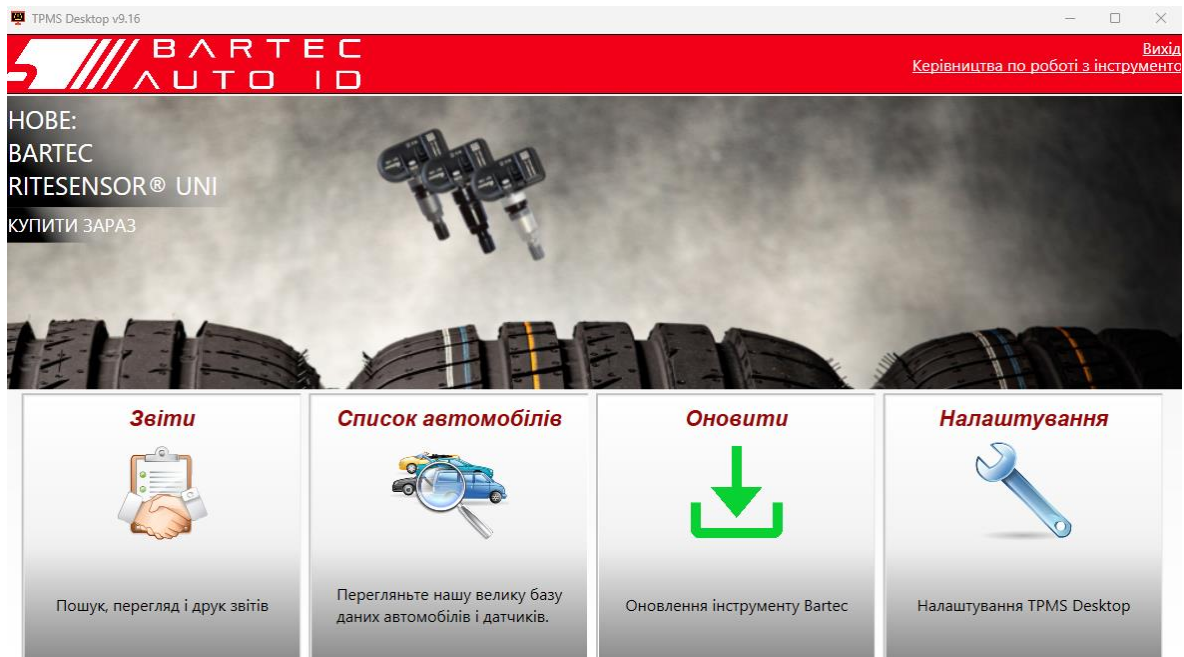 TPMS Desktop v9.16
BARTEC
AUTO ID
Вихід
Керівництва по роботі з інструменто
НОВЕ:
BARTEC
RITESENSOR® UNI
КУПИТИ ЗАРАЗ
Звіти
Пошук, перегляд і друк звітів
Список автомобілів
Перегляньте нашу велику базу
даних автомобілів і датчиків.
Оновити
Оновлення інструменту Bartec
Налаштування
Налаштування TPMS Desktop